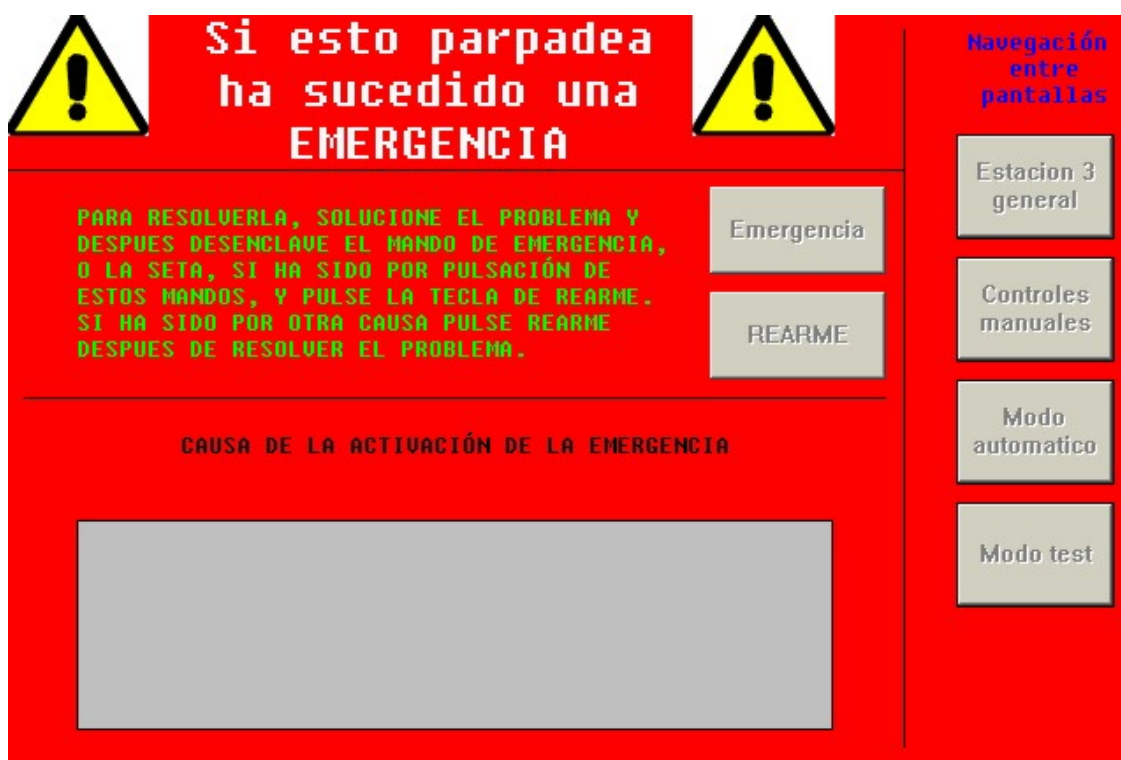 Si esto parpadea
ha sucedido una
EMERGENCIA
PARA RESOLVERLA, SOLUCIONE EL PROBLEMA Y
DESPUES DESENCLAVE EL MANDO DE EMERGENCIA,
O LA SETA, SI HA SIDO POR PULSACIÓN DE
ESTOS MANDOS, Y PULSE LA TECLA DE REARME.
SI HA SIDO POR OTRA CAUSA PULSE REARME
DESPUES DE RESOLVER EL PROBLEMA.
Emergencia
REARME
CAUSA DE LA ACTIVACIÓN DE LA EMERGENCIA
Navegación
entre
pantallas
Estacion 3
general
Controles
manuales
Modo
automatico
Modo test